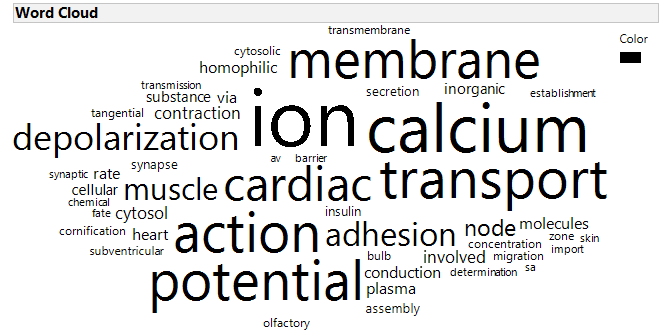 Word Cloud
transmembrane
Color
cytosolic
membrane
homophilic
transmission
secretion
inorganic
establishment
substance via
ion
calcium
tangential
contraction
depolarization
av
barrier
synapse
synaptic
rate
cardiac
transport
cellular
muscle
chemical
fate
cytosol
insulin
action
adhesion
node
molecules
cornification
heart
zone
skin
concentration
subventricular
import
bulb
involved
migration
potential
conduction
determination
sa
plasma
assembly
olfactory